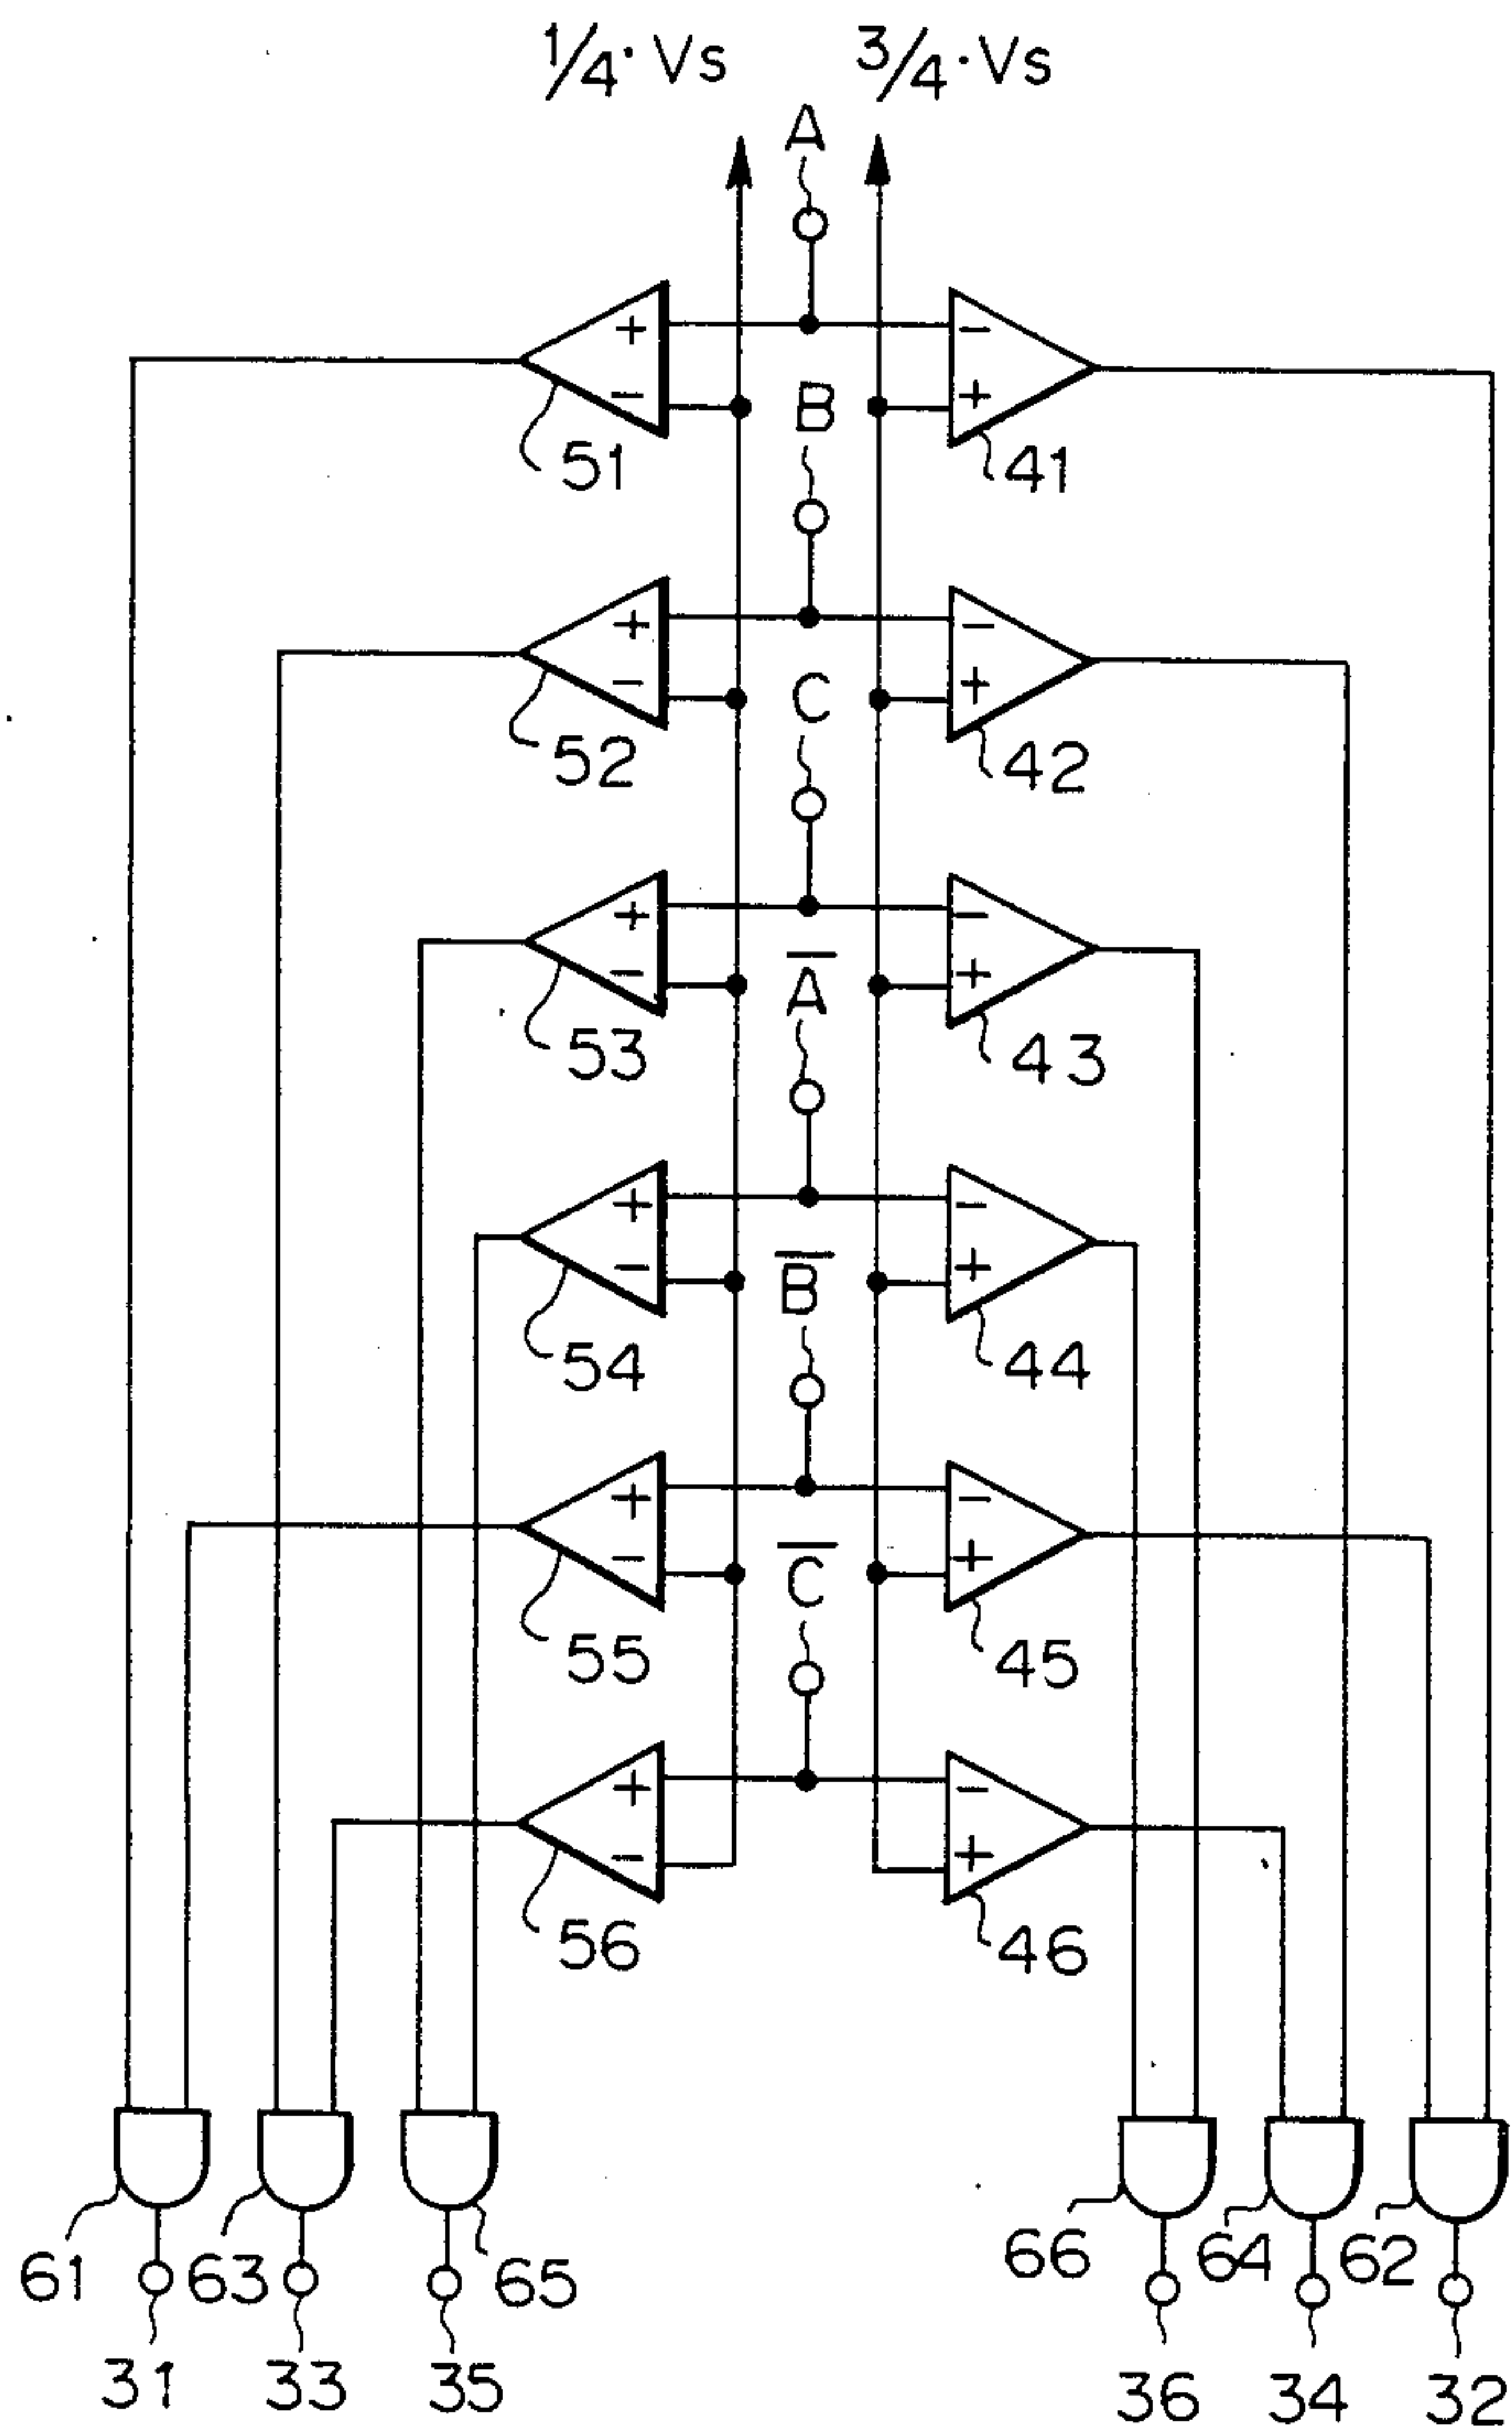 1/4·Vs 3/4·Vs
A
+ −
− +
51 B 41
+ −
− C +
52 42
+ −
− A̅ +
53 43
+ −
− B̅ +
54 44
+ −
− C̅ +
55 45
+ −
− +
56 46
61 63 65 66 64 62
31 33 35 36 34 32